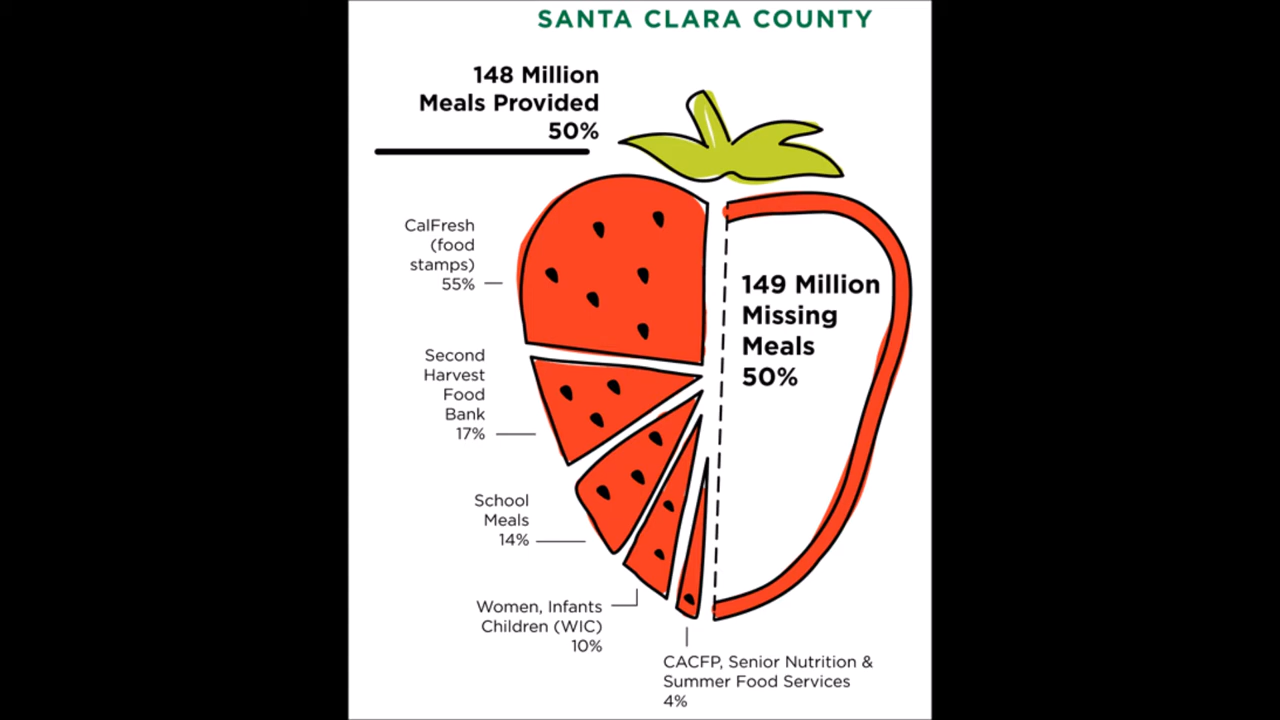 SANTA CLARA COUNTY
148 Million
Meals Provided
50%
CalFresh
(food
stamps)
55%
Second
Harvest
Food
Bank
17%
School
Meals
14%
Women, Infants
Children (WIC)
10%
CACFP, Senior Nutrition &
Summer Food Services
4%
149 Million
Missing
Meals
50%